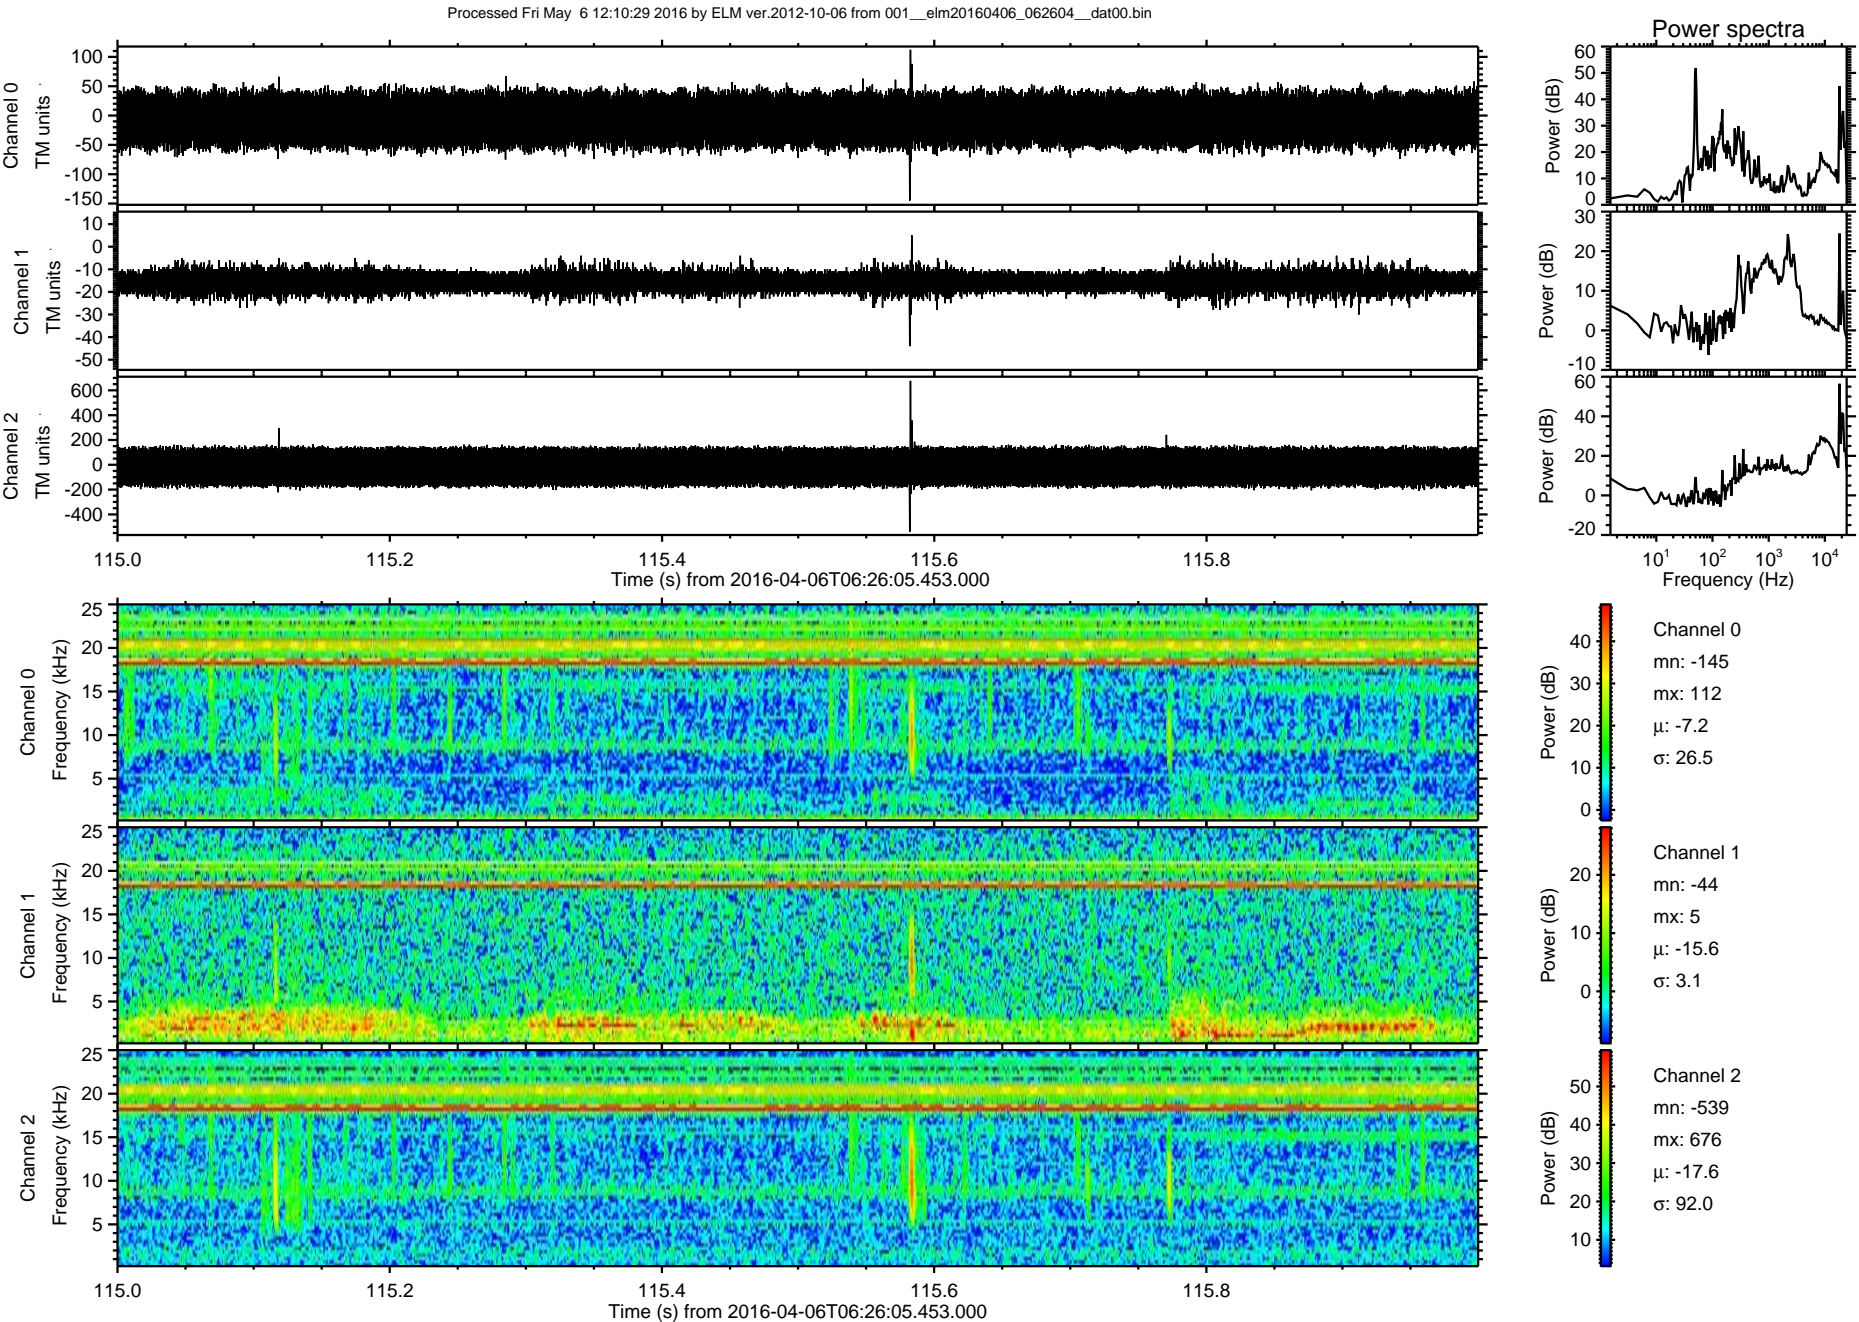 Processed Fri May 6 12:10:29 2016 by ELM ver.2012-10-06 from 001__elm20160406_062604__dat00.bin
Power spectra
Channel 0
TM units
100
50
0
-50
-100
-150
Power (dB)
60
50
40
30
20
10
0
Channel 1
TM units
10
0
-10
-20
-30
-40
-50
Power (dB)
30
20
10
0
-10
Channel 2
TM units
600
400
200
0
-200
-400
Power (dB)
60
40
20
0
-20
115.0 115.2 115.4 115.6 115.8
Time (s) from 2016-04-06T06:26:05.453.000
10¹ 10² 10³ 10⁴
Frequency (Hz)
Channel 0
Frequency (kHz)
25
20
15
10
5
Power (dB)
40
30
20
10
0
Channel 0
mn: -145
mx: 112
μ: -7.2
σ: 26.5
Channel 1
Frequency (kHz)
25
20
15
10
5
Power (dB)
20
10
0
Channel 1
mn: -44
mx: 5
μ: -15.6
σ: 3.1
Channel 2
Frequency (kHz)
25
20
15
10
5
Power (dB)
50
40
30
20
10
Channel 2
mn: -539
mx: 676
μ: -17.6
σ: 92.0
115.0 115.2 115.4 115.6 115.8
Time (s) from 2016-04-06T06:26:05.453.000